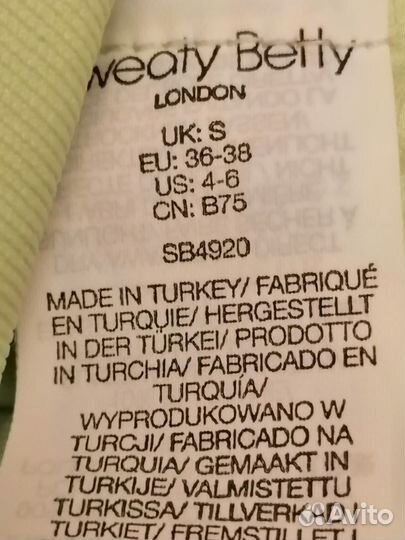 weaty Betty
LONDON
UK: S
EU: 36-38
US: 4-6
CN: B75
SB4920
MADE IN TURKEY/ FABRIQUÉ
EN TURQUIE/ HERGESTELLT
IN DER TÜRKEI/ PRODOTTO
IN TURCHIA/ FABRICADO EN
TURQUÍA/
WYPRODUKOWANO W
TURCJI/ FABRICADO NA
TURQUIA/ GEMAAKT IN
TURKIJE/ VALMISTETTU
TURKISSA/ TILLVERKAD I
TURKIET/ FREMSTILLET I
Avito